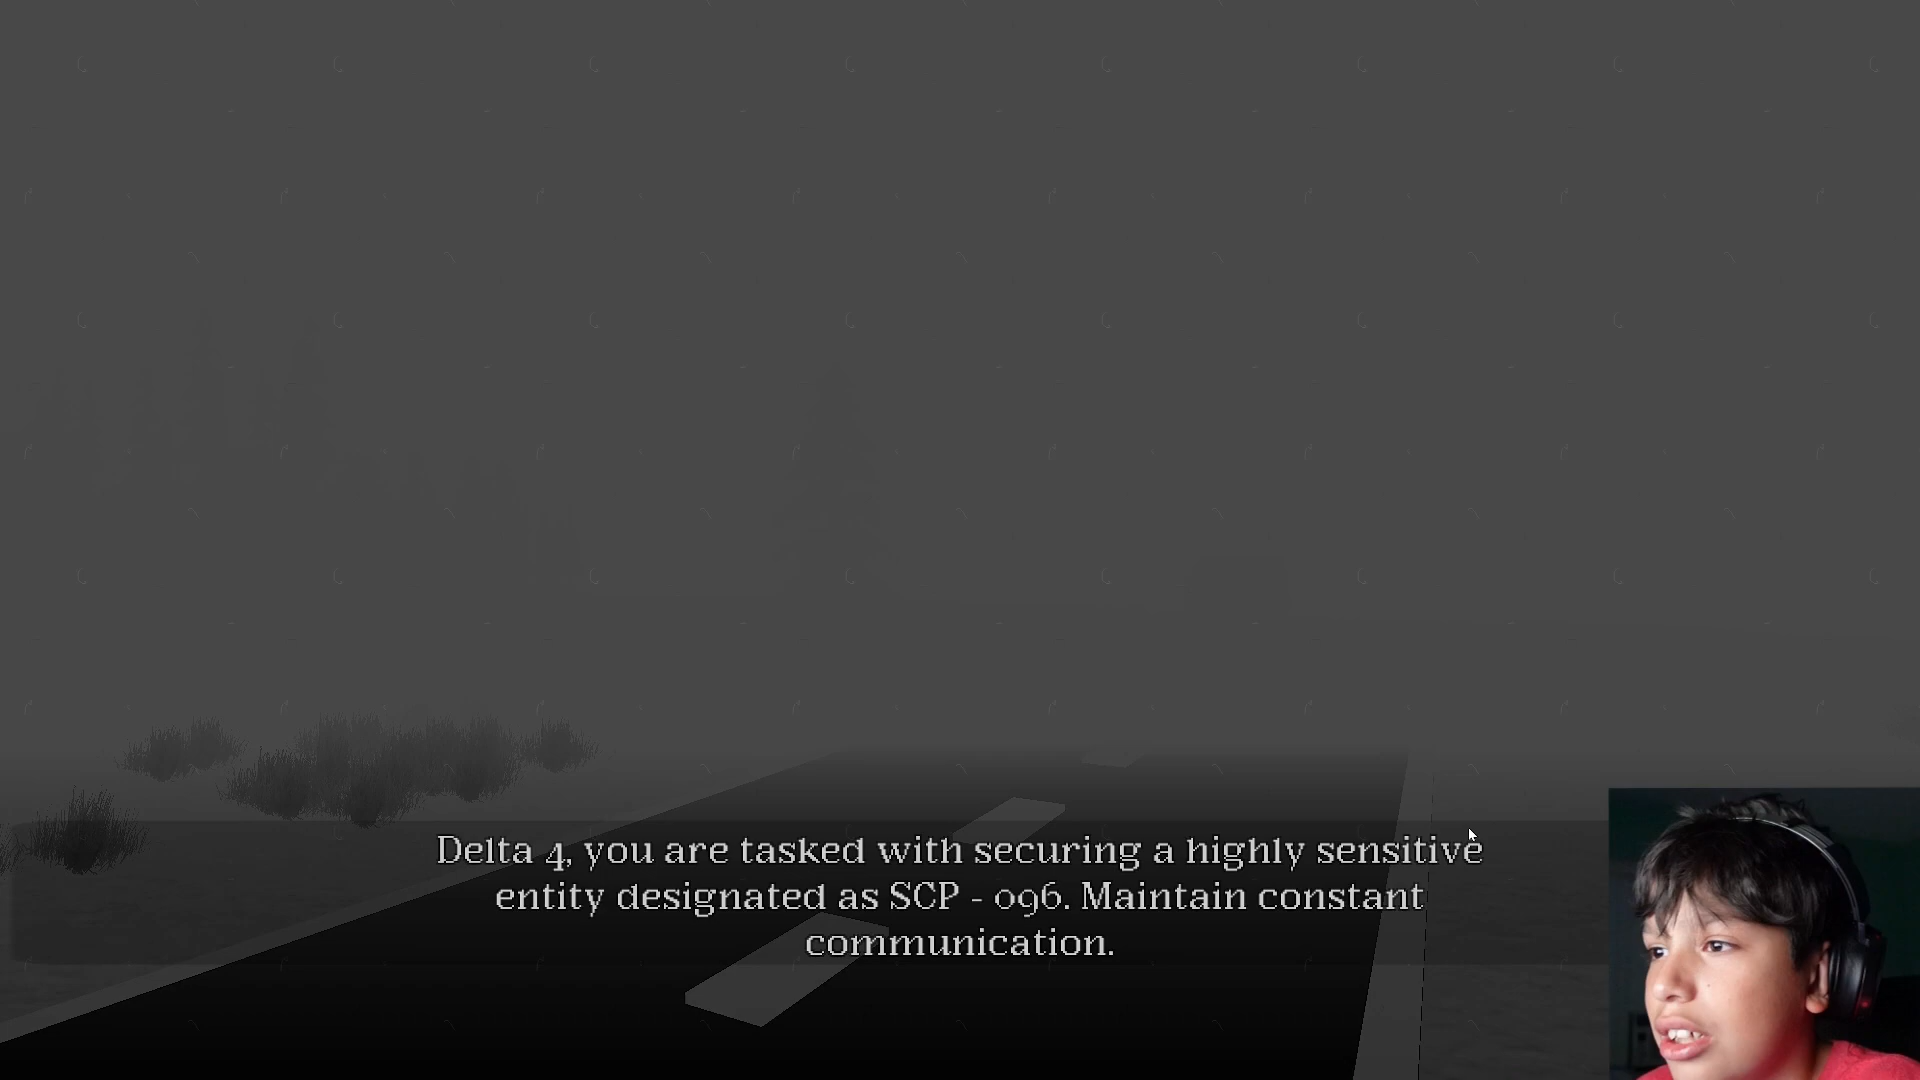 Delta 4, you are tasked with securing a highly sensitive
entity designated as SCP - 096. Maintain constant
communication.